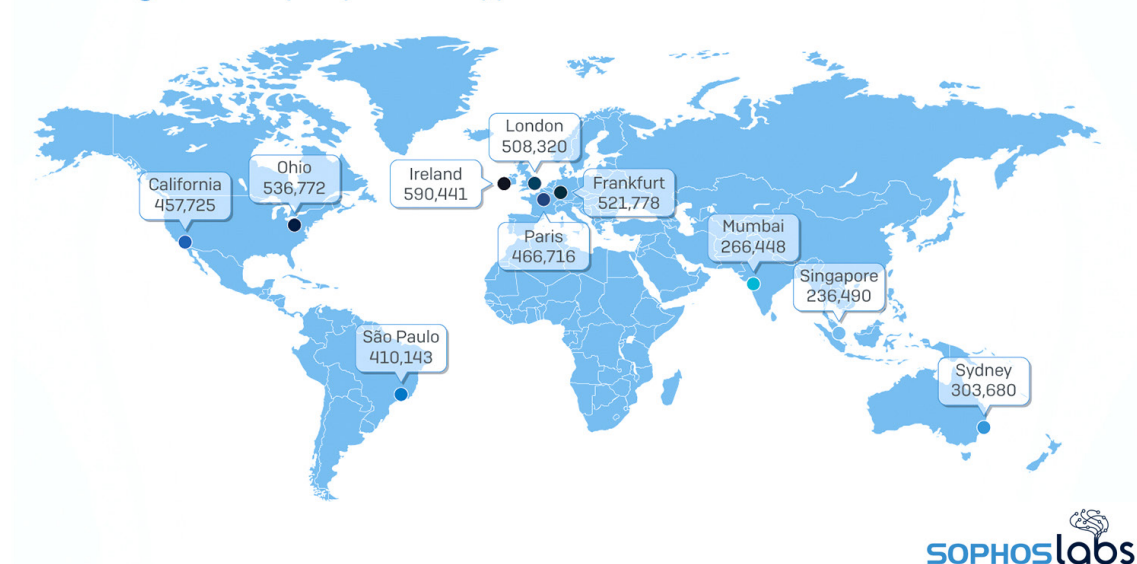 London
508,320
Ohio
536,772
Ireland
590,441
California
457,725
Frankfurt
521,778
Paris
466,716
Mumbai
266,448
Singapore
236,490
São Paulo
410,143
Sydney
303,680
SOPHOSlabs